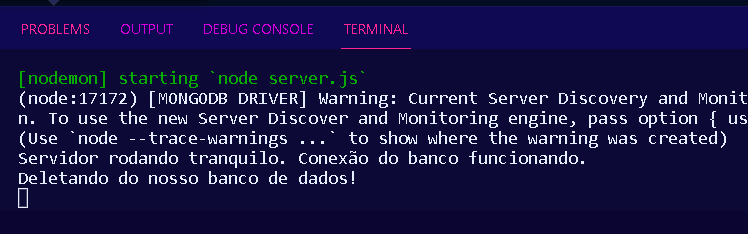 PROBLEMS OUTPUT DEBUG CONSOLE TERMINAL
[nodemon] starting `node server.js`
(node:17172) [MONGODB DRIVER] Warning: Current Server Discovery and Monit
n. To use the new Server Discover and Monitoring engine, pass option { us
(Use `node --trace-warnings ...` to show where the warning was created)
Servidor rodando tranquilo. Conexão do banco funcionando.
Deletando do nosso banco de dados!